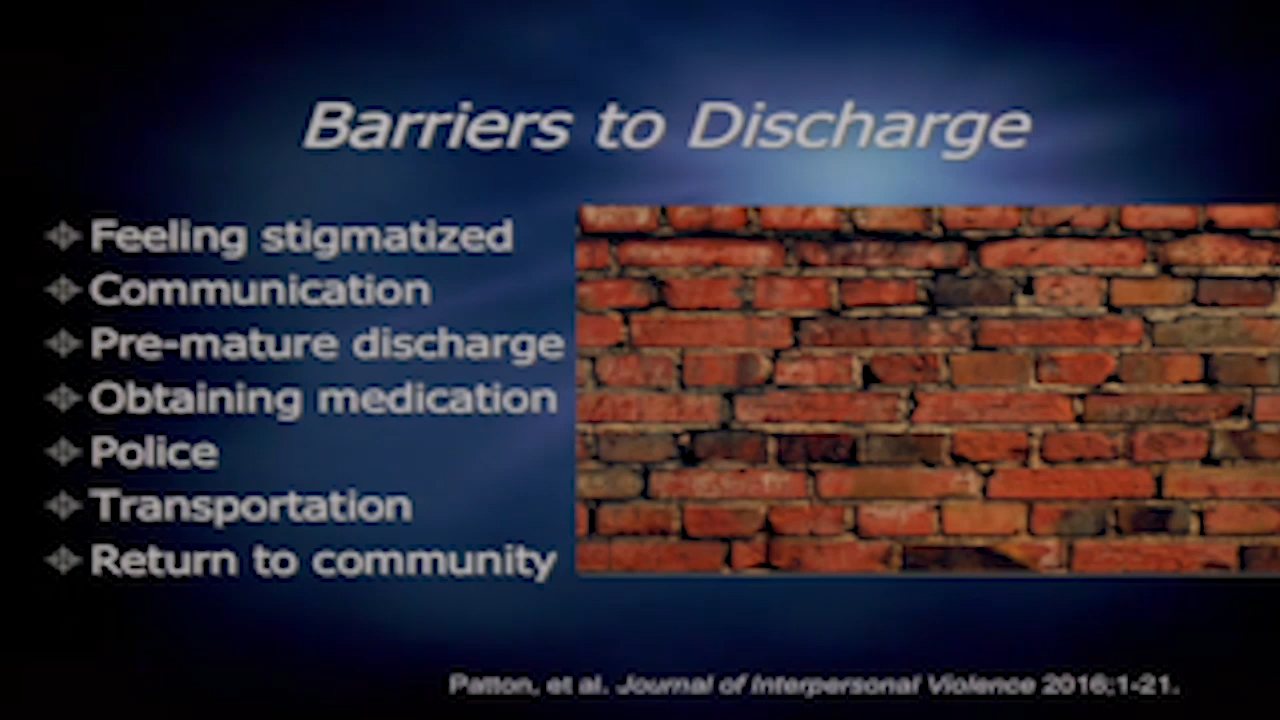 Barriers to Discharge
Feeling stigmatized
Communication
Pre-mature discharge
Obtaining medication
Police
Transportation
Return to community
Patton, et al. Journal of Interpersonal Violence 2016;1-21.